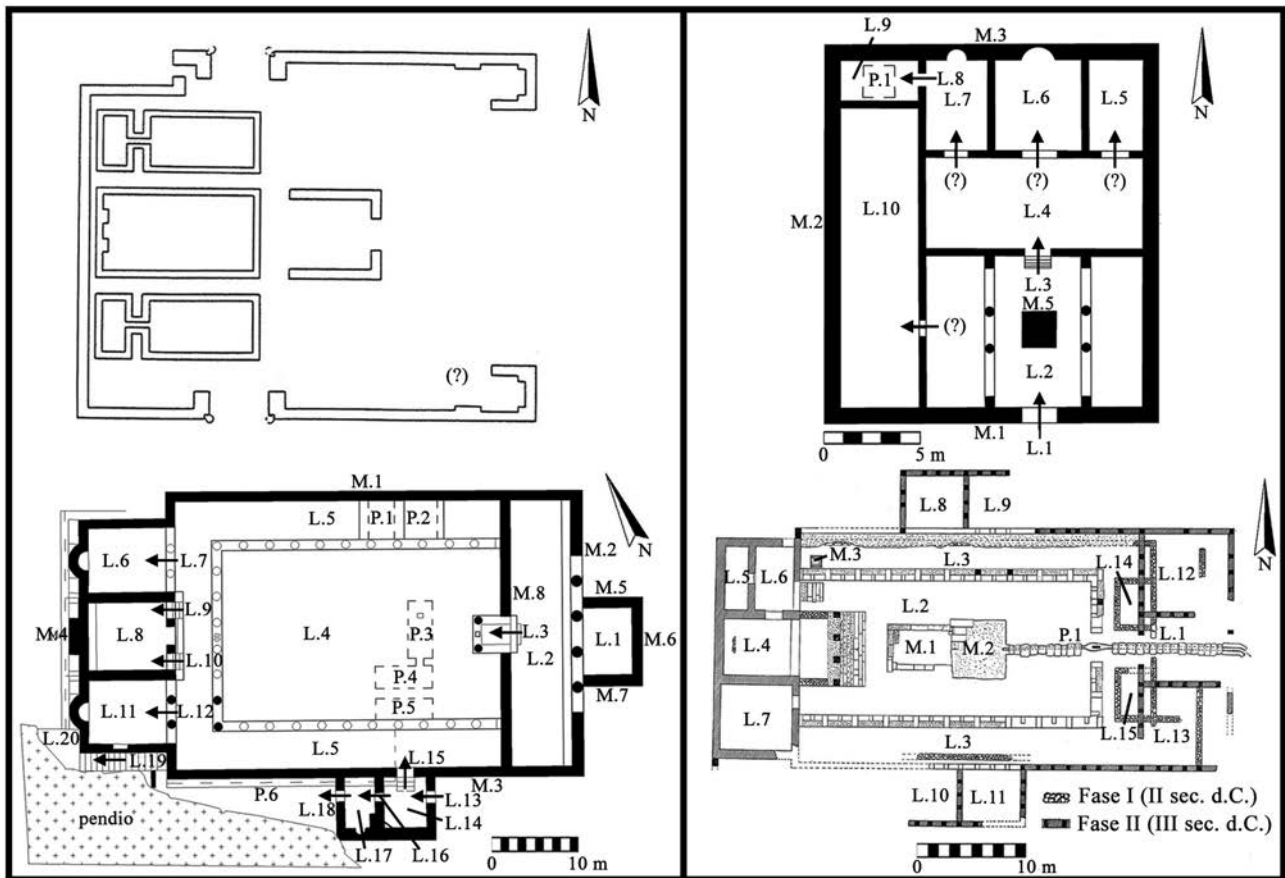 N
(?)
L.9
M.3
P.1
L.8
L.7
L.6
L.5
N
(?)
(?)
(?)
L.10
L.4
M.2
L.3
M.5
(?)
L.2
M.1
L.1
0
5 m
M.1
L.5
P.1
P.2
M.2
N
L.6
L.7
M.8
M.5
L.9
P.3
L.3
L.1
M.6
L.8
L.4
L.2
L.10
P.4
M.7
L.11
L.12
P.5
L.20
L.5
L.15
L.19
M.3
P.6
L.18
L.13
L.14
pendio
L.17
L.16
0
10 m
L.8
L.9
N
M.3
L.3
L.5
L.6
L.14
L.12
L.2
P.1
L.1
L.4
M.1
M.2
L.7
L.15
L.13
L.3
L.10
L.11
Fase I (II sec. d.C.)
Fase II (III sec. d.C.)
0
10 m